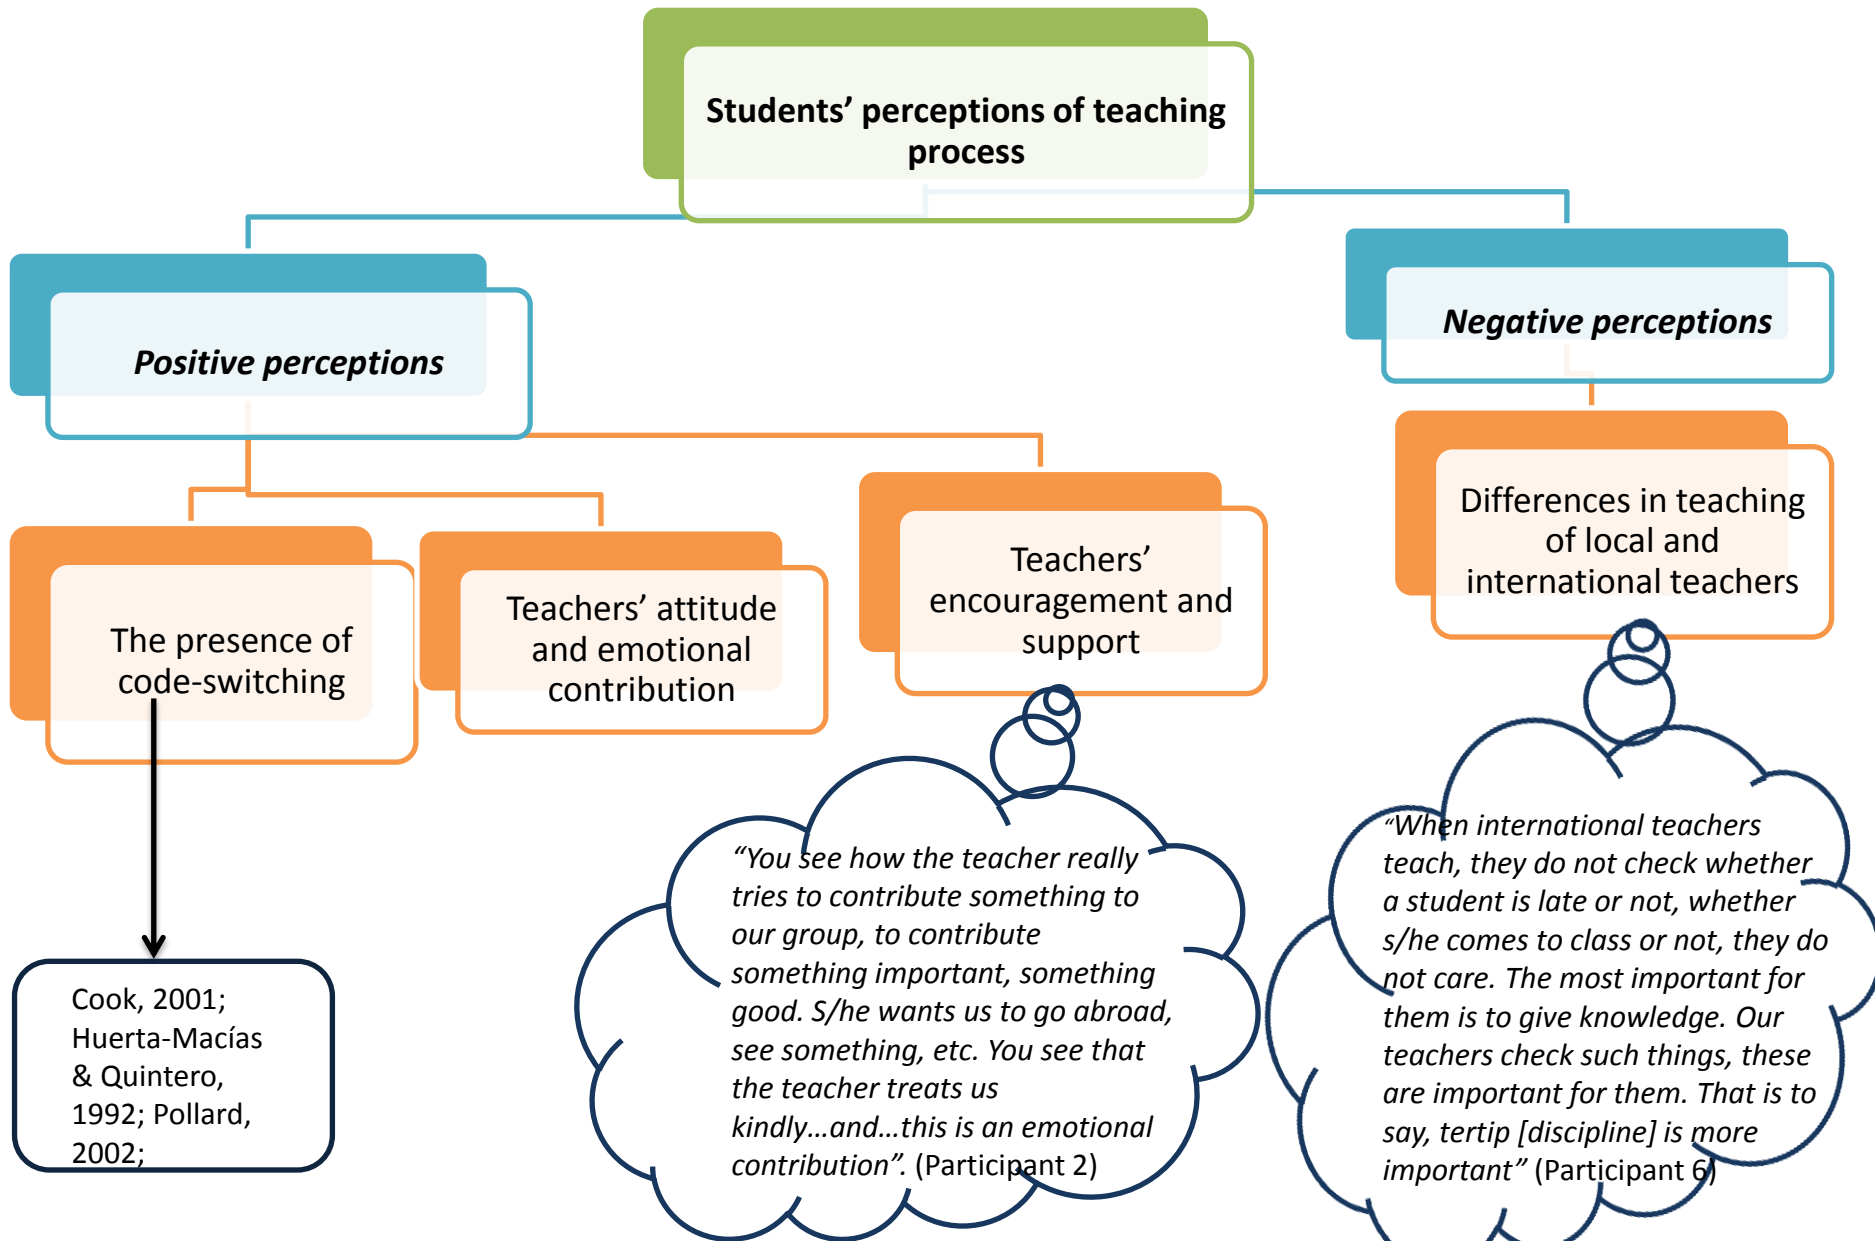 Students’ perceptions of teaching
process
Positive perceptions
Negative perceptions
The presence of
code-switching
Teachers’ attitude
and emotional
contribution
Teachers’
encouragement and
support
Differences in teaching
of local and
international teachers
Cook, 2001;
Huerta-Macías
& Quintero,
1992; Pollard,
2002;
“You see how the teacher really
tries to contribute something to
our group, to contribute
something important, something
good. S/he wants us to go abroad,
see something, etc. You see that
the teacher treats us
kindly…and…this is an emotional
contribution”. (Participant 2)
“When international teachers
teach, they do not check whether
a student is late or not, whether
s/he comes to class or not, they do
not care. The most important for
them is to give knowledge. Our
teachers check such things, these
are important for them. That is to
say, tertip [discipline] is more
important” (Participant 6)